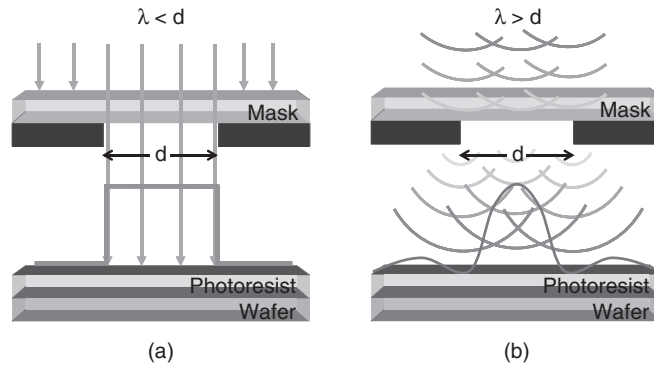 λ < d
Mask
d
Photoresist
Wafer
(a)
λ > d
Mask
d
Photoresist
Wafer
(b)